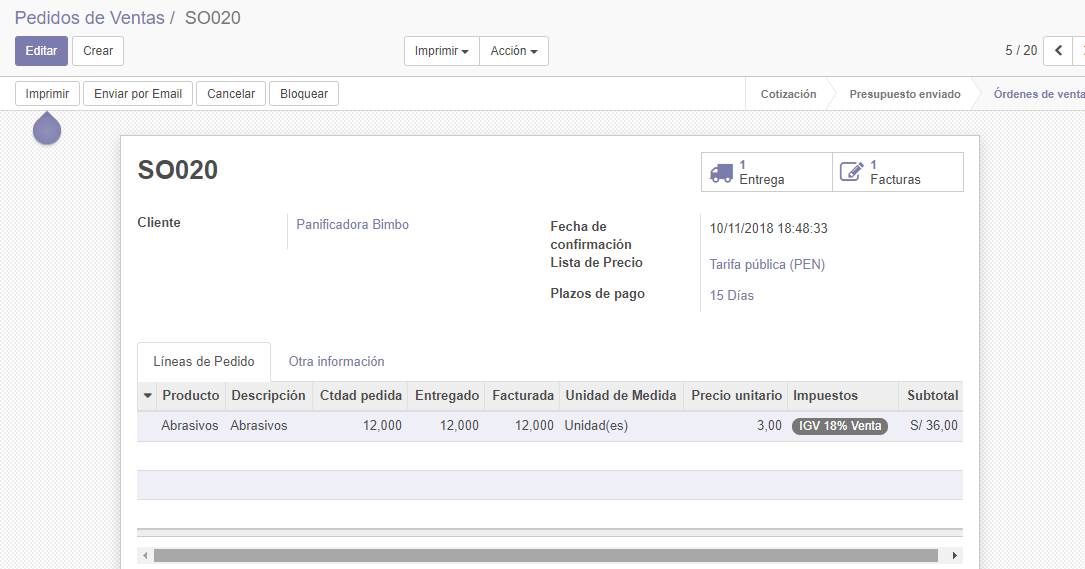 Pedidos de Ventas / SO020
Editar Crear Imprimir Acción 5 / 20
Imprimir Enviar por Email Cancelar Bloquear Cotización Presupuesto enviado Órdenes de venta
SO020
1 Entrega
1 Facturas
Cliente Panificadora Bimbo
Fecha de confirmación 10/11/2018 18:48:33
Lista de Precio Tarifa pública (PEN)
Plazos de pago 15 Días
Líneas de Pedido Otra información
Producto Descripción Ctdad pedida Entregado Facturada Unidad de Medida Precio unitario Impuestos Subtotal
Abrasivos Abrasivos 12,000 12,000 12,000 Unidad(es) 3,00 IGV 18% Venta S/ 36,00